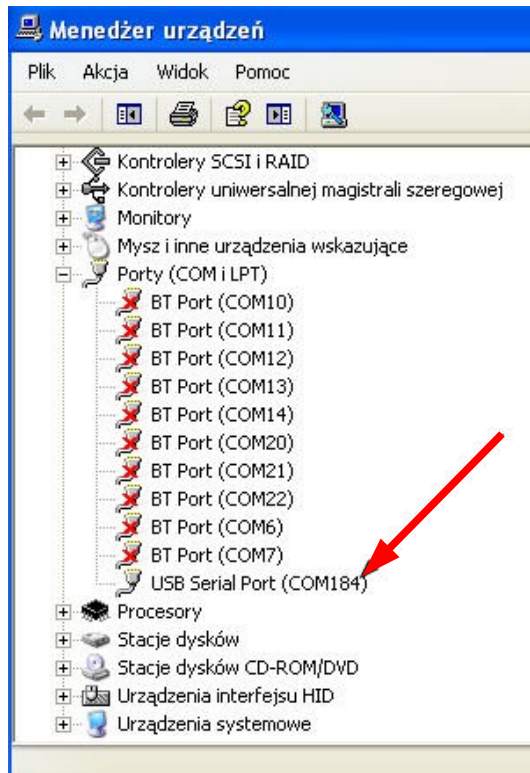 Menedżer urządzeń
Plik Akcja Widok Pomoc
Kontrolery SCSI i RAID
Kontrolery uniwersalnej magistrali szeregowej
Monitory
Mysz i inne urządzenia wskazujące
Porty (COM i LPT)
BT Port (COM10)
BT Port (COM11)
BT Port (COM12)
BT Port (COM13)
BT Port (COM14)
BT Port (COM20)
BT Port (COM21)
BT Port (COM22)
BT Port (COM6)
BT Port (COM7)
USB Serial Port (COM184)
Procesory
Stacje dysków
Stacje dysków CD-ROM/DVD
Urządzenia interfejsu HID
Urządzenia systemowe